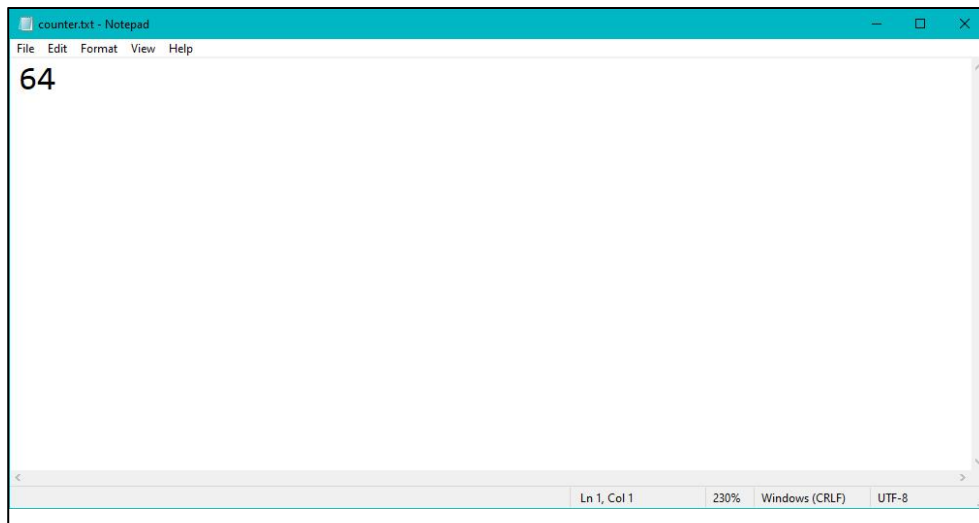 counter.txt - Notepad
File Edit Format View Help
64
Ln 1, Col 1 230% Windows (CRLF) UTF-8